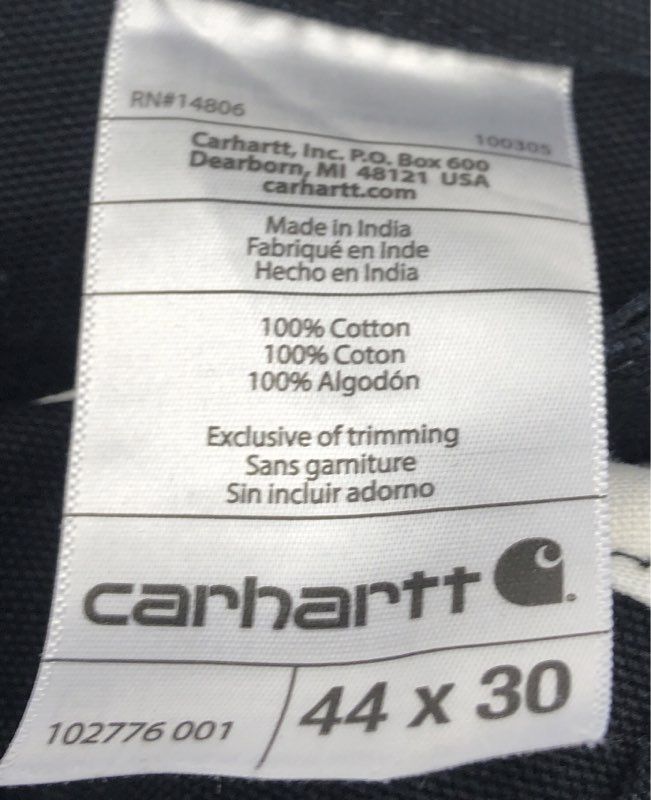 RN#14806
100305
Carhartt, Inc. P.O. Box 600
Dearborn, MI 48121 USA
carhartt.com
Made in India
Fabriqué en Inde
Hecho en India
100% Cotton
100% Coton
100% Algodón
Exclusive of trimming
Sans garniture
Sin incluir adorno
carhartt
102776 001 / 44 x 30